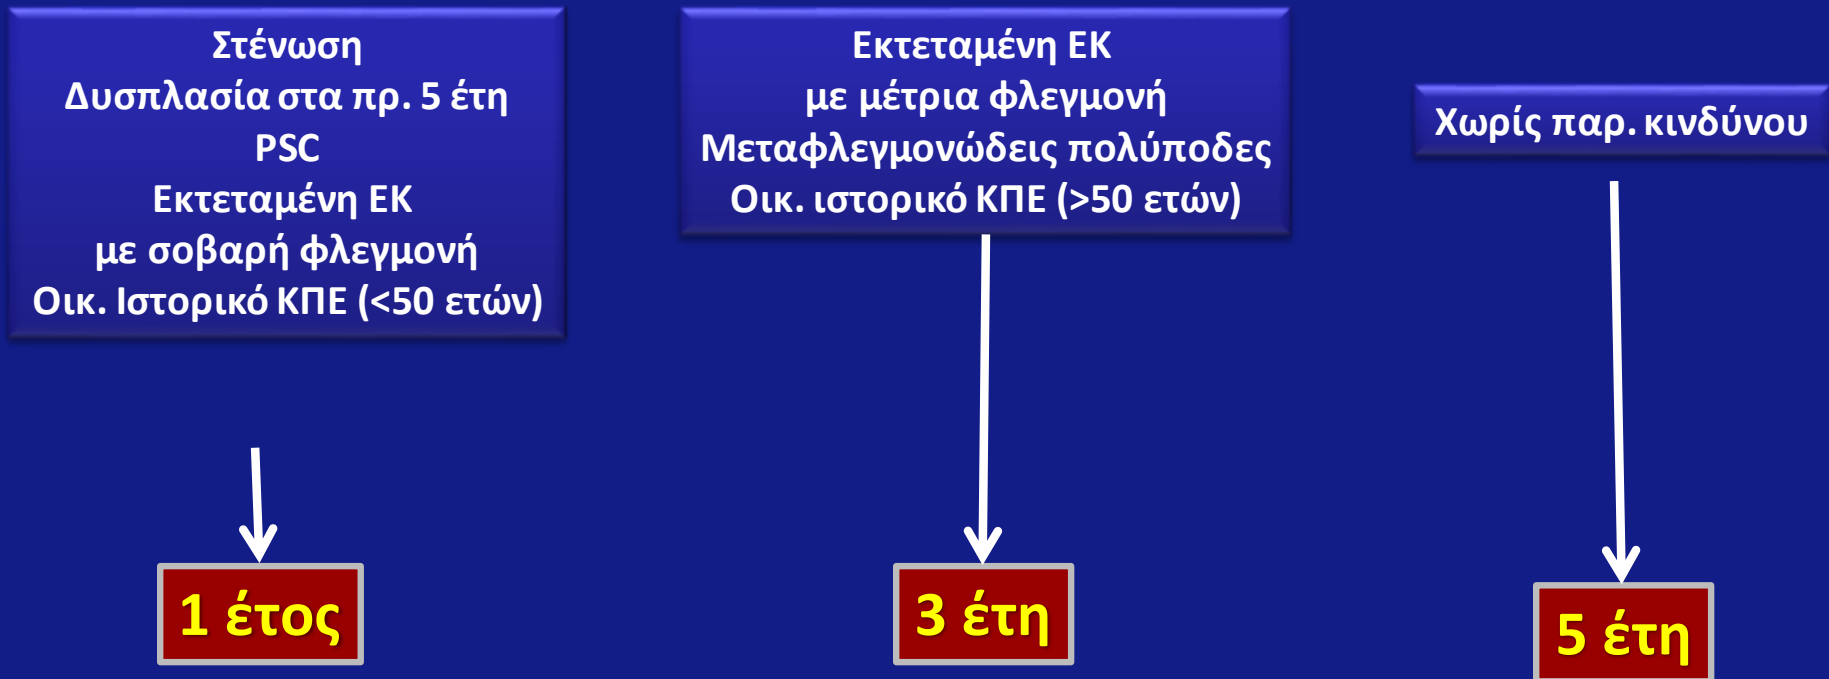 Στένωση
Δυσπλασία στα πρ. 5 έτη
PSC
Εκτεταμένη ΕΚ
με σοβαρή φλεγμονή
Οικ. Ιστορικό ΚΠΕ (<50 ετών)
1 έτος
Εκτεταμένη ΕΚ
με μέτρια φλεγμονή
Μεταφλεγμονώδεις πολύποδες
Οικ. ιστορικό ΚΠΕ (>50 ετών)
3 έτη
Χωρίς παρ. κινδύνου
5 έτη